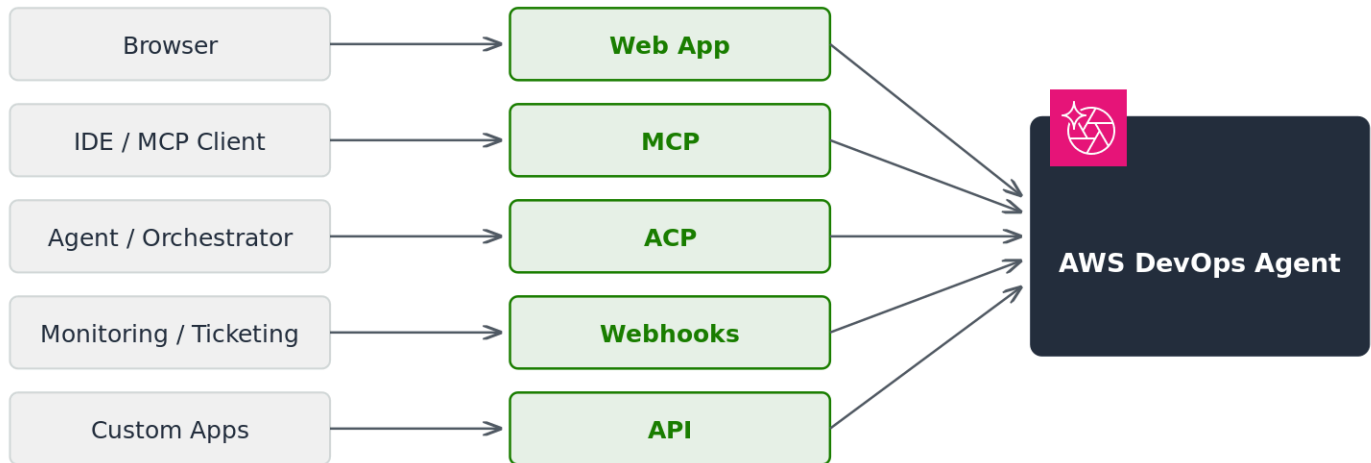 Browser
Web App
IDE / MCP Client
MCP
Agent / Orchestrator
ACP
AWS DevOps Agent
Monitoring / Ticketing
Webhooks
Custom Apps
API